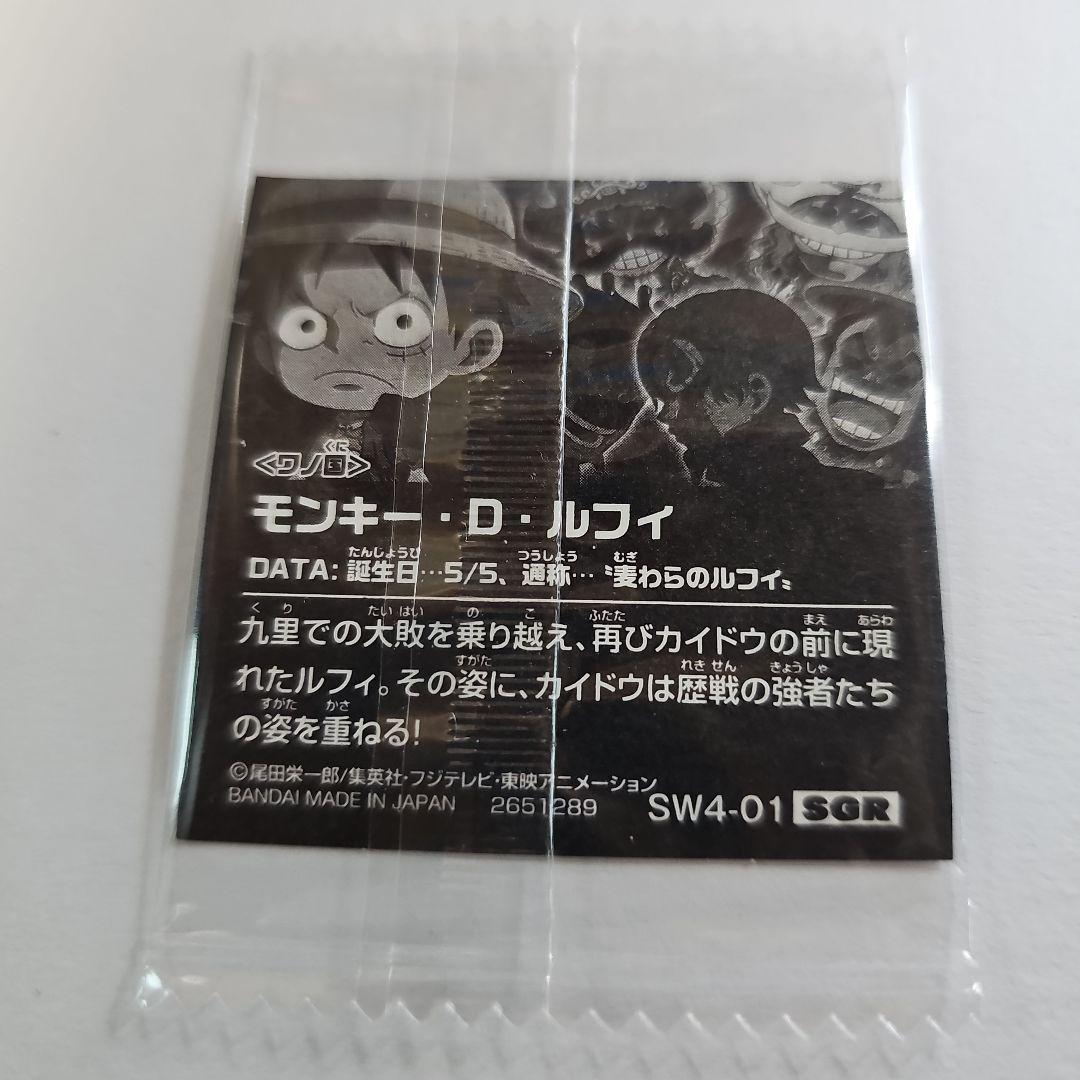 <ワノ国>
モンキー・D・ルフィ
DATA: 誕生日…5/5、通称…〝麦わらのルフィ〟
九里での大敗を乗り越え、再びカイドウの前に現
れたルフィ。その姿に、カイドウは歴戦の強者たち
の姿を重ねる!
©尾田栄一郎/集英社・フジテレビ・東映アニメーション
BANDAI MADE IN JAPAN 2651289 SW4-01 SGR